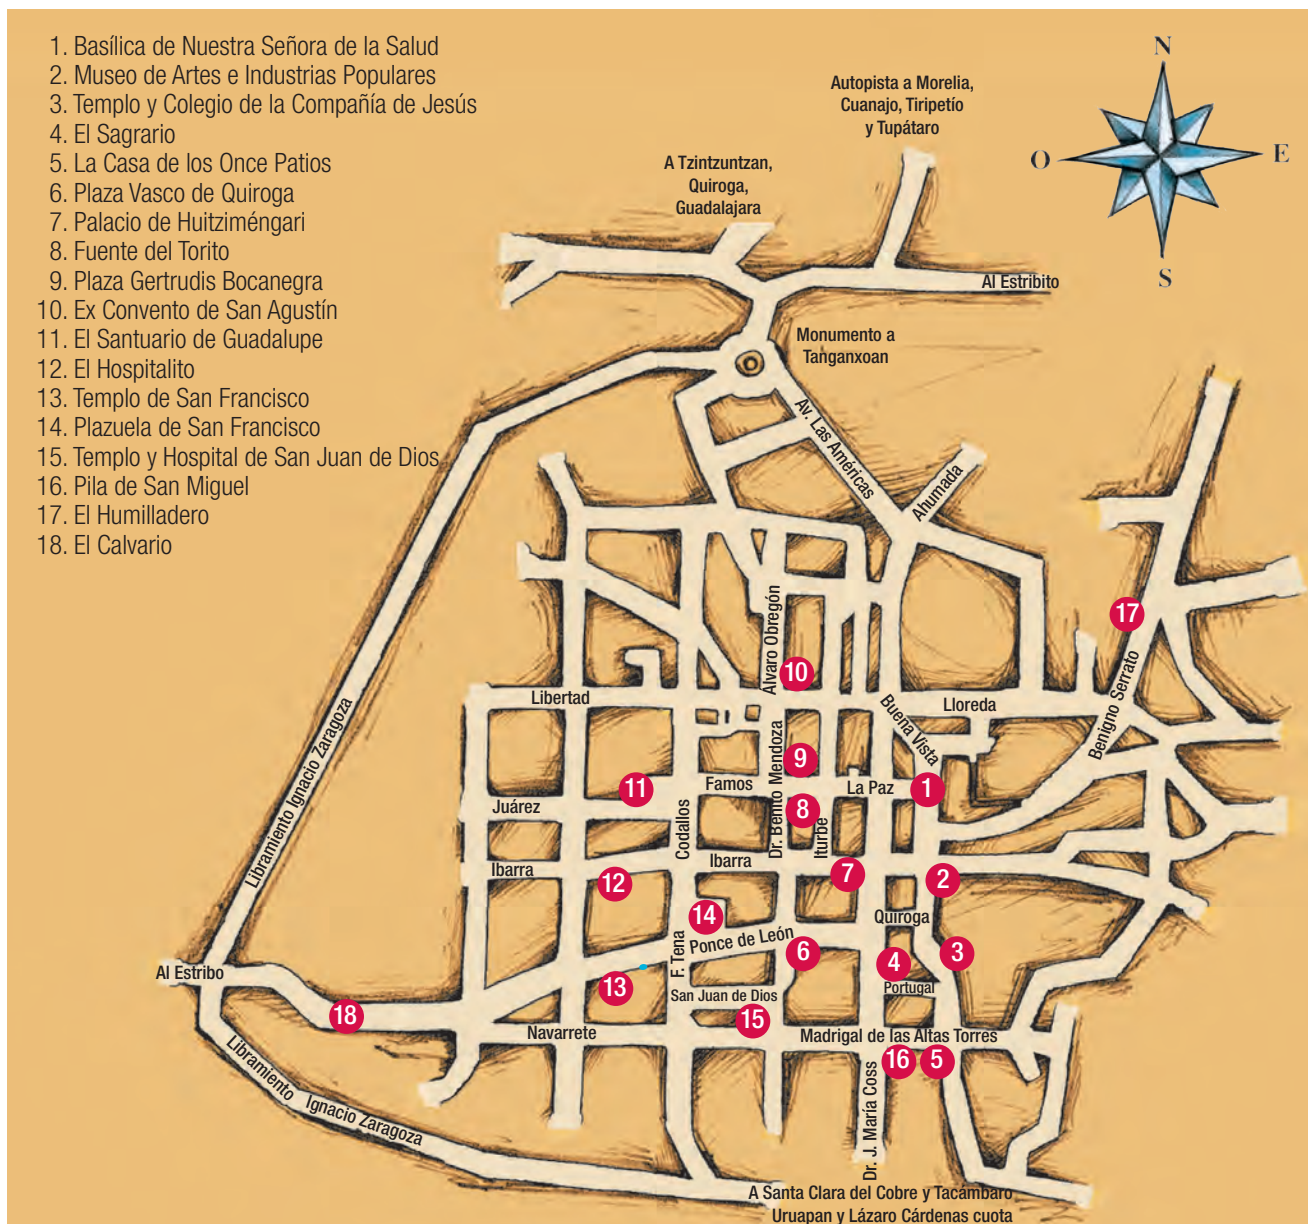 1. Basílica de Nuestra Señora de la Salud
2. Museo de Artes e Industrias Populares
3. Templo y Colegio de la Compañía de Jesús
4. El Sagrario
5. La Casa de los Once Patios
6. Plaza Vasco de Quiroga
7. Palacio de Huitziméngari
8. Fuente del Torito
9. Plaza Gertrudis Bocanegra
10. Ex Convento de San Agustín
11. El Santuario de Guadalupe
12. El Hospitalito
13. Templo de San Francisco
14. Plazuela de San Francisco
15. Templo y Hospital de San Juan de Dios
16. Pila de San Miguel
17. El Humilladero
18. El Calvario
N
O
E
S
Autopista a Morelia,
Cuanajo, Tiripetío
y Tupátaro
A Tzintzuntzan,
Quiroga,
Guadalajara
Al Estribito
Monumento a
Tanganxoan
Av. Las Américas
Ahumada
17
Álvaro Obregón
10
Libertad
Lloreda
Buena Vista
Benigno Serrato
Libramiento Ignacio Zaragoza
Dr. Benito Mendoza
9
11
Famos
La Paz
1
Juárez
8
Codallos
Iturbe
Ibarra
Ibarra
12
7
2
14
Quiroga
Ponce de León
F. Tena
6
3
4
Al Estribo
13
San Juan de Dios
Portugal
18
15
Navarrete
Madrigal de las Altas Torres
16
5
Libramiento
Ignacio Zaragoza
Dr. J. María Coss
A Santa Clara del Cobre y Tacámbaro
Uruapan y Lázaro Cárdenas cuota